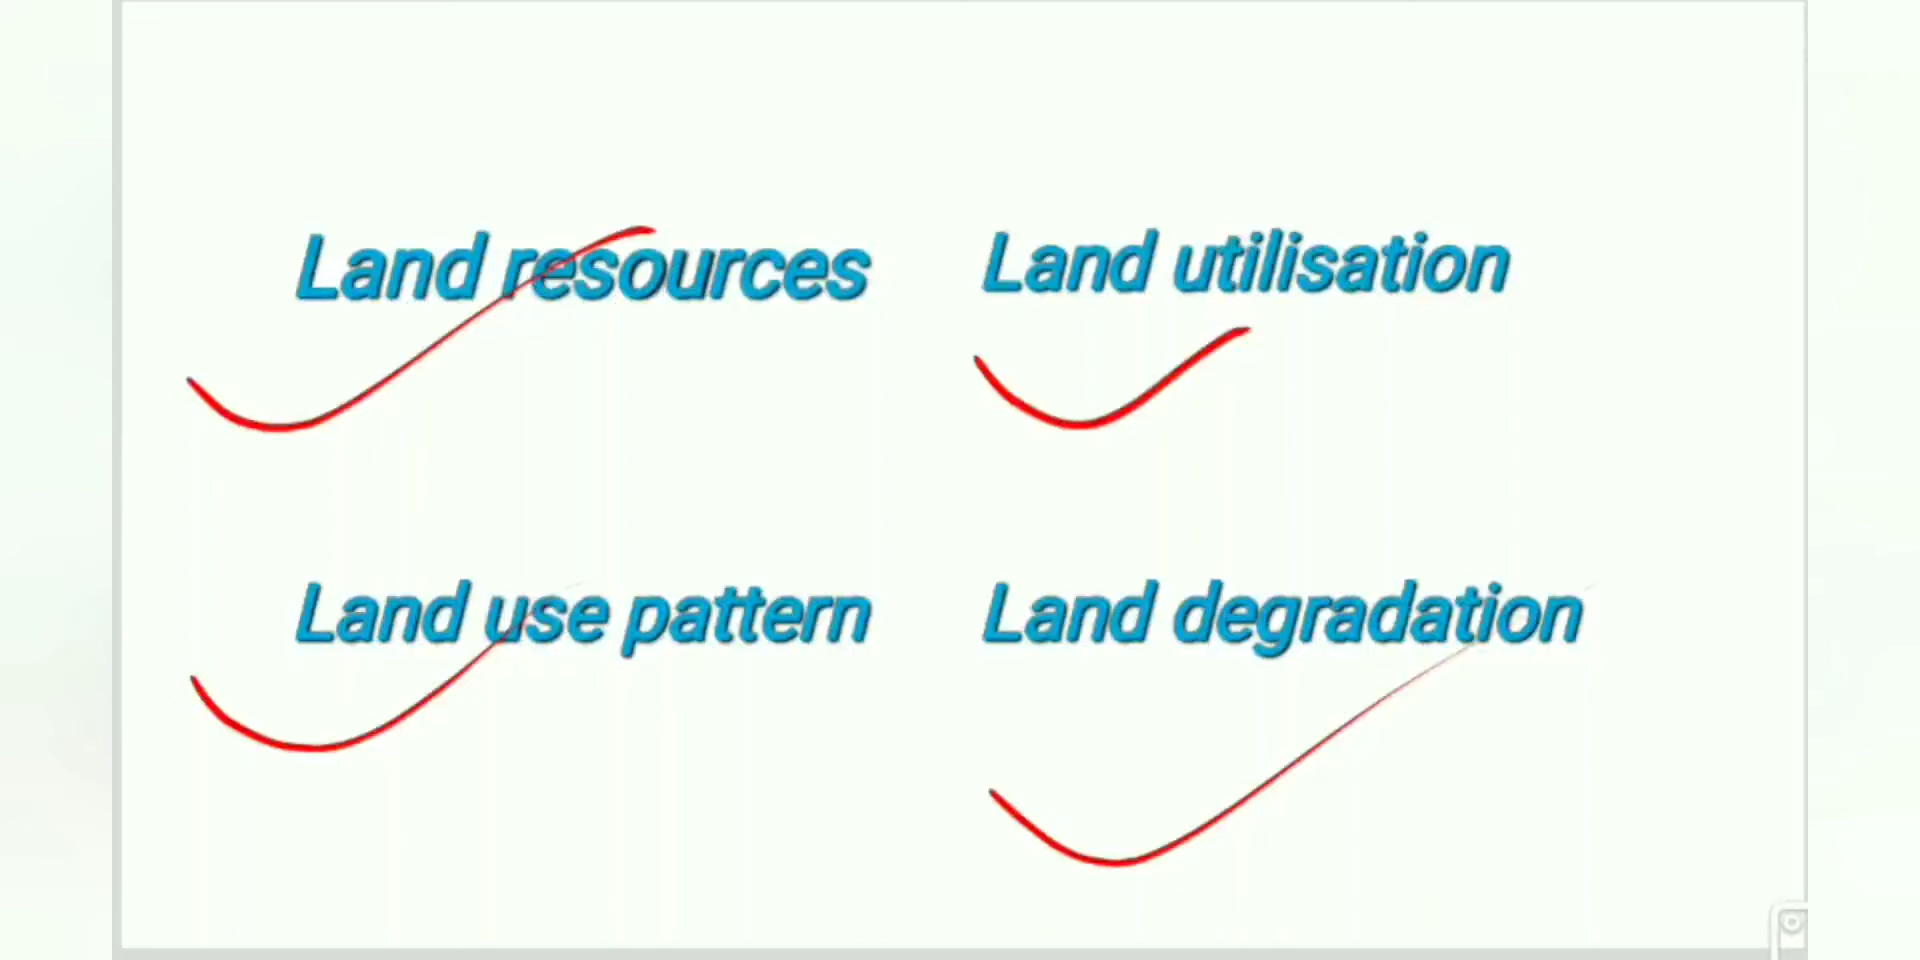 Land resources
Land utilisation
Land use pattern
Land degradation